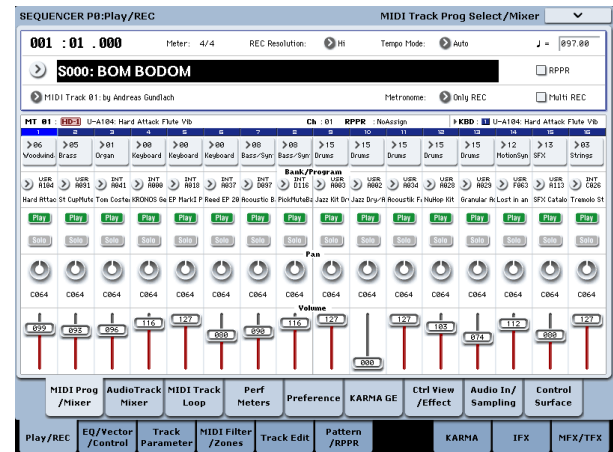 SEQUENCER P0:Play/REC MIDI Track Prog Select/Mixer
001 :01 .000 Meter: 4/4 REC Resolution: Hi Tempo Mode: Auto ♩ = 097.00
S000: BOM BODOM RPPR
MIDI Track 01: by Andreas Gundlach Metronome: Only REC Multi REC
MT 01 : HD-1 U-A104: Hard Attack Flute Vib Ch : 01 RPPR : NoAssign KBD : 1 U-A104: Hard Attack Flute Vib
1 2 3 4 5 6 7 8 9 10 11 12 13 14 15 16
06 05 01 00 00 00 08 08 15 15 15 15 15 12 13 03
Woodwind Brass Organ Keyboard Keyboard Keyboard Bass/Syn Bass/Syn Drums Drums Drums Drums Drums MotionSyn SFX Strings
Bank/Program
USR USR INT INT INT INT INT INT USR USR USR USR USR USR USR INT
A104 A091 A041 A000 A018 A037 D097 D116 A003 A002 A034 A028 A029 F063 A113 C026
Hard Attac St CupMute Tom Coster KRONOS Ge EP MarkI P Reed EP 20 Acoustic B PickMuteBa Jazz Kit Dr Jazz Dry/A Acoustik Fi NuHop Kit Granular A Lost in an SFX Catalo Tremolo St
Play Play Play Play Play Play Play Play Play Play Play Play Play Play Play Play
Solo Solo Solo Solo Solo Solo Solo Solo Solo Solo Solo Solo Solo Solo Solo Solo
Pan
C064 C064 C064 C064 C064 C064 C064 C064 C064 C064 C064 C064 C064 C064 C064 C064
Volume
099 093 096 116 127 080 090 116 127 000 127 103 074 112 080 127
MIDI Prog /Mixer AudioTrack Mixer MIDI Track Loop Perf Meters Preference KARMA GE Ctrl View /Effect Audio In/ Sampling Control Surface
Play/REC EQ/Vector /Control Track Parameter MIDI Filter /Zones Track Edit Pattern /RPPR KARMA IFX MFX/TFX